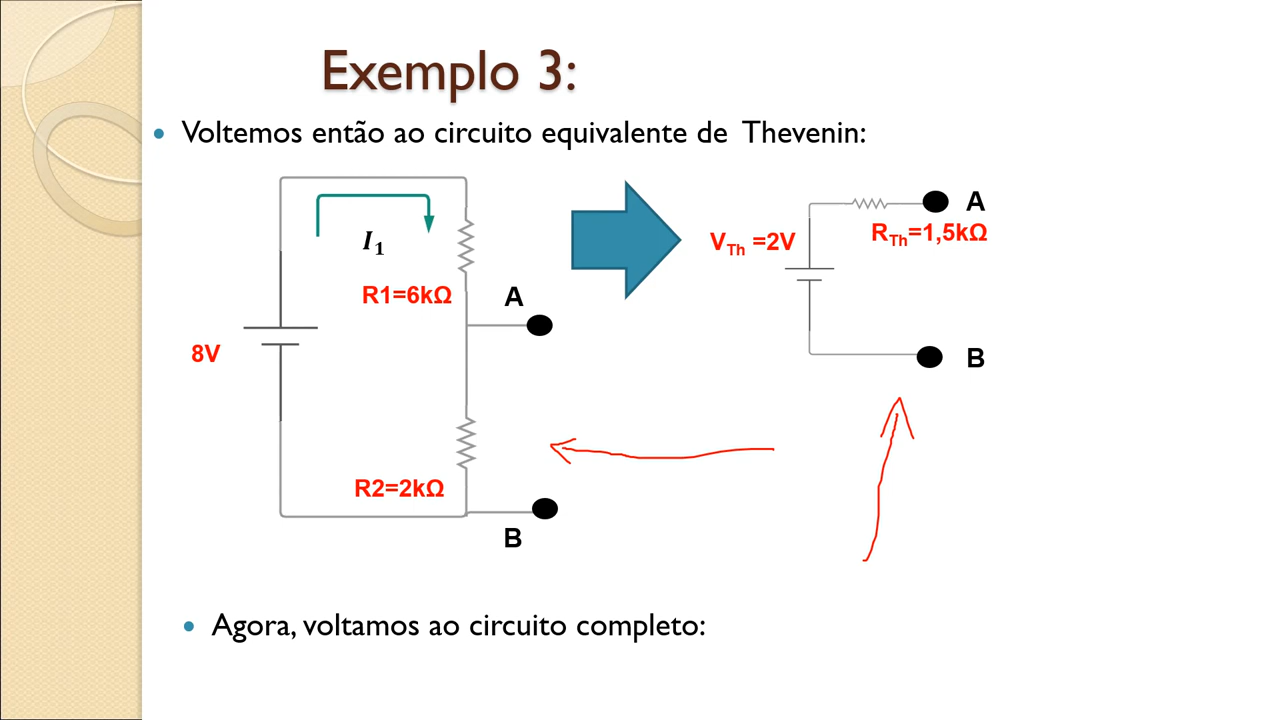 Exemplo 3:
Voltemos então ao circuito equivalente de Thevenin:
I₁
R1=6kΩ
A
8V
R2=2kΩ
B
A
V_Th =2V
R_Th=1,5kΩ
B
Agora, voltamos ao circuito completo: